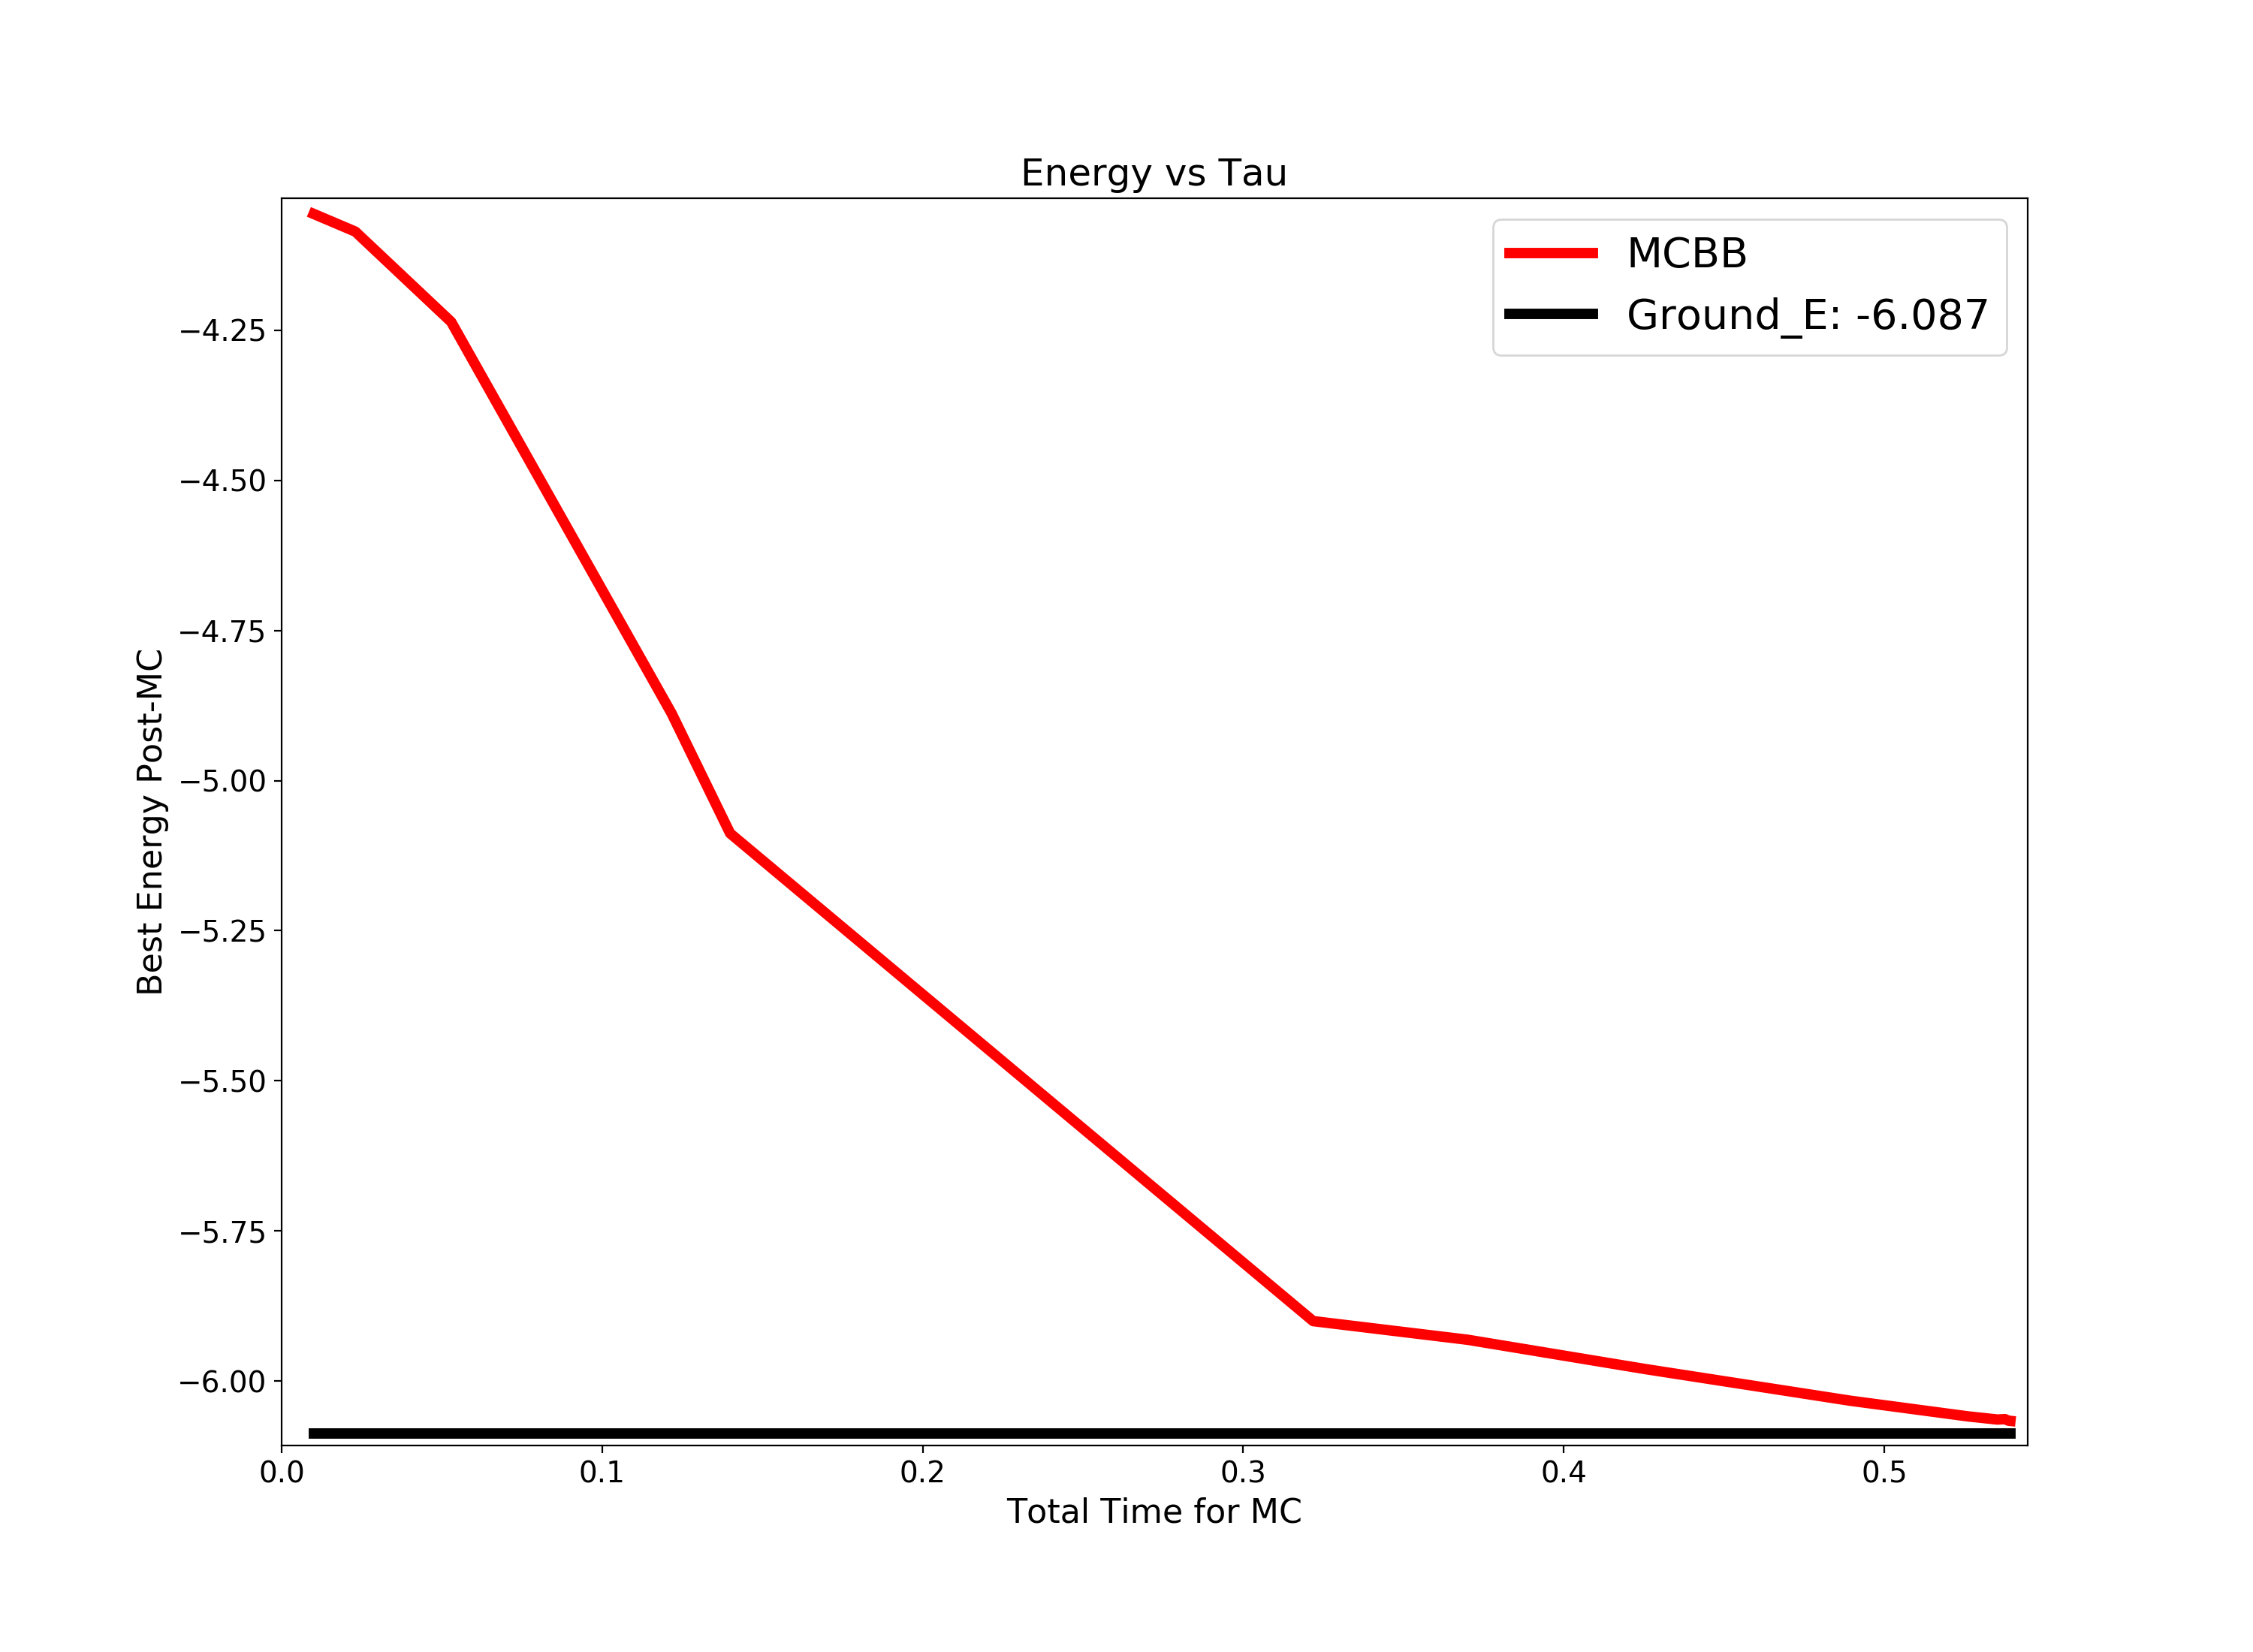 Energy vs Tau
MCBB
Ground_E: -6.087
Best Energy Post-MC
−4.25
−4.50
−4.75
−5.00
−5.25
−5.50
−5.75
−6.00
0.0 0.1 0.2 0.3 0.4 0.5
Total Time for MC